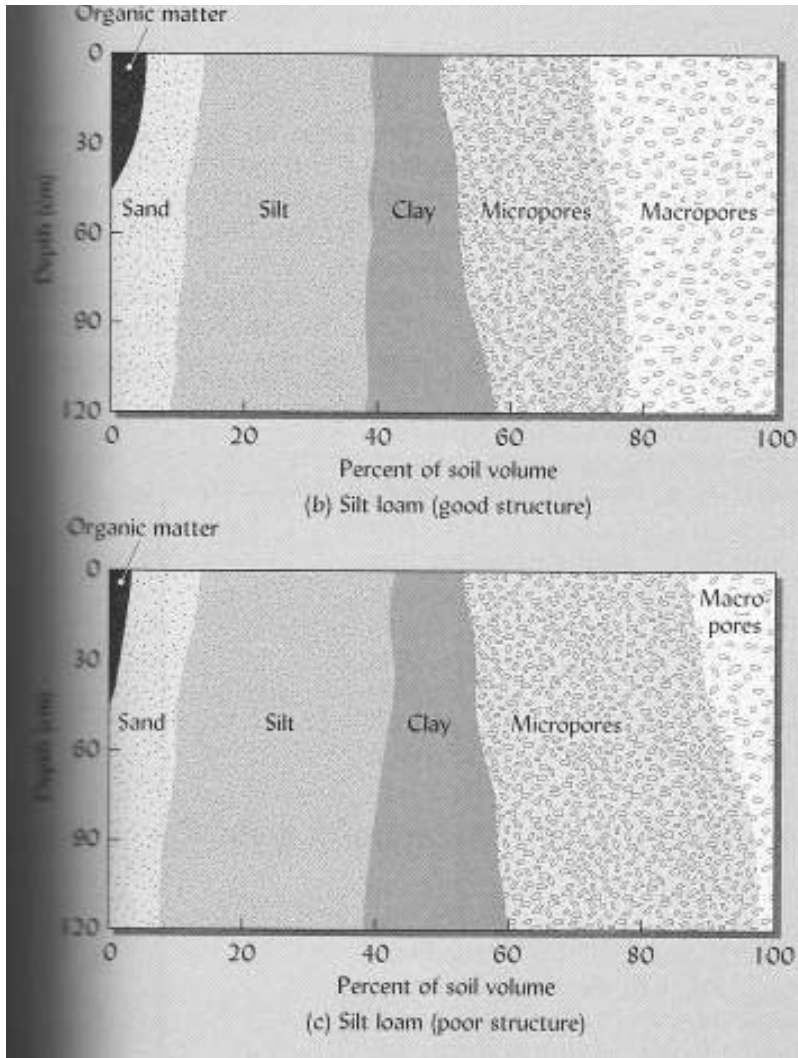 Organic matter
0
30
60
90
120
Depth (cm)
Sand
Silt
Clay
Micropores
Macropores
0
20
40
60
80
100
Percent of soil volume
(b) Silt loam (good structure)
Organic matter
0
30
60
90
120
Depth (cm)
Sand
Silt
Clay
Micropores
Macro-
pores
0
20
40
60
80
100
Percent of soil volume
(c) Silt loam (poor structure)